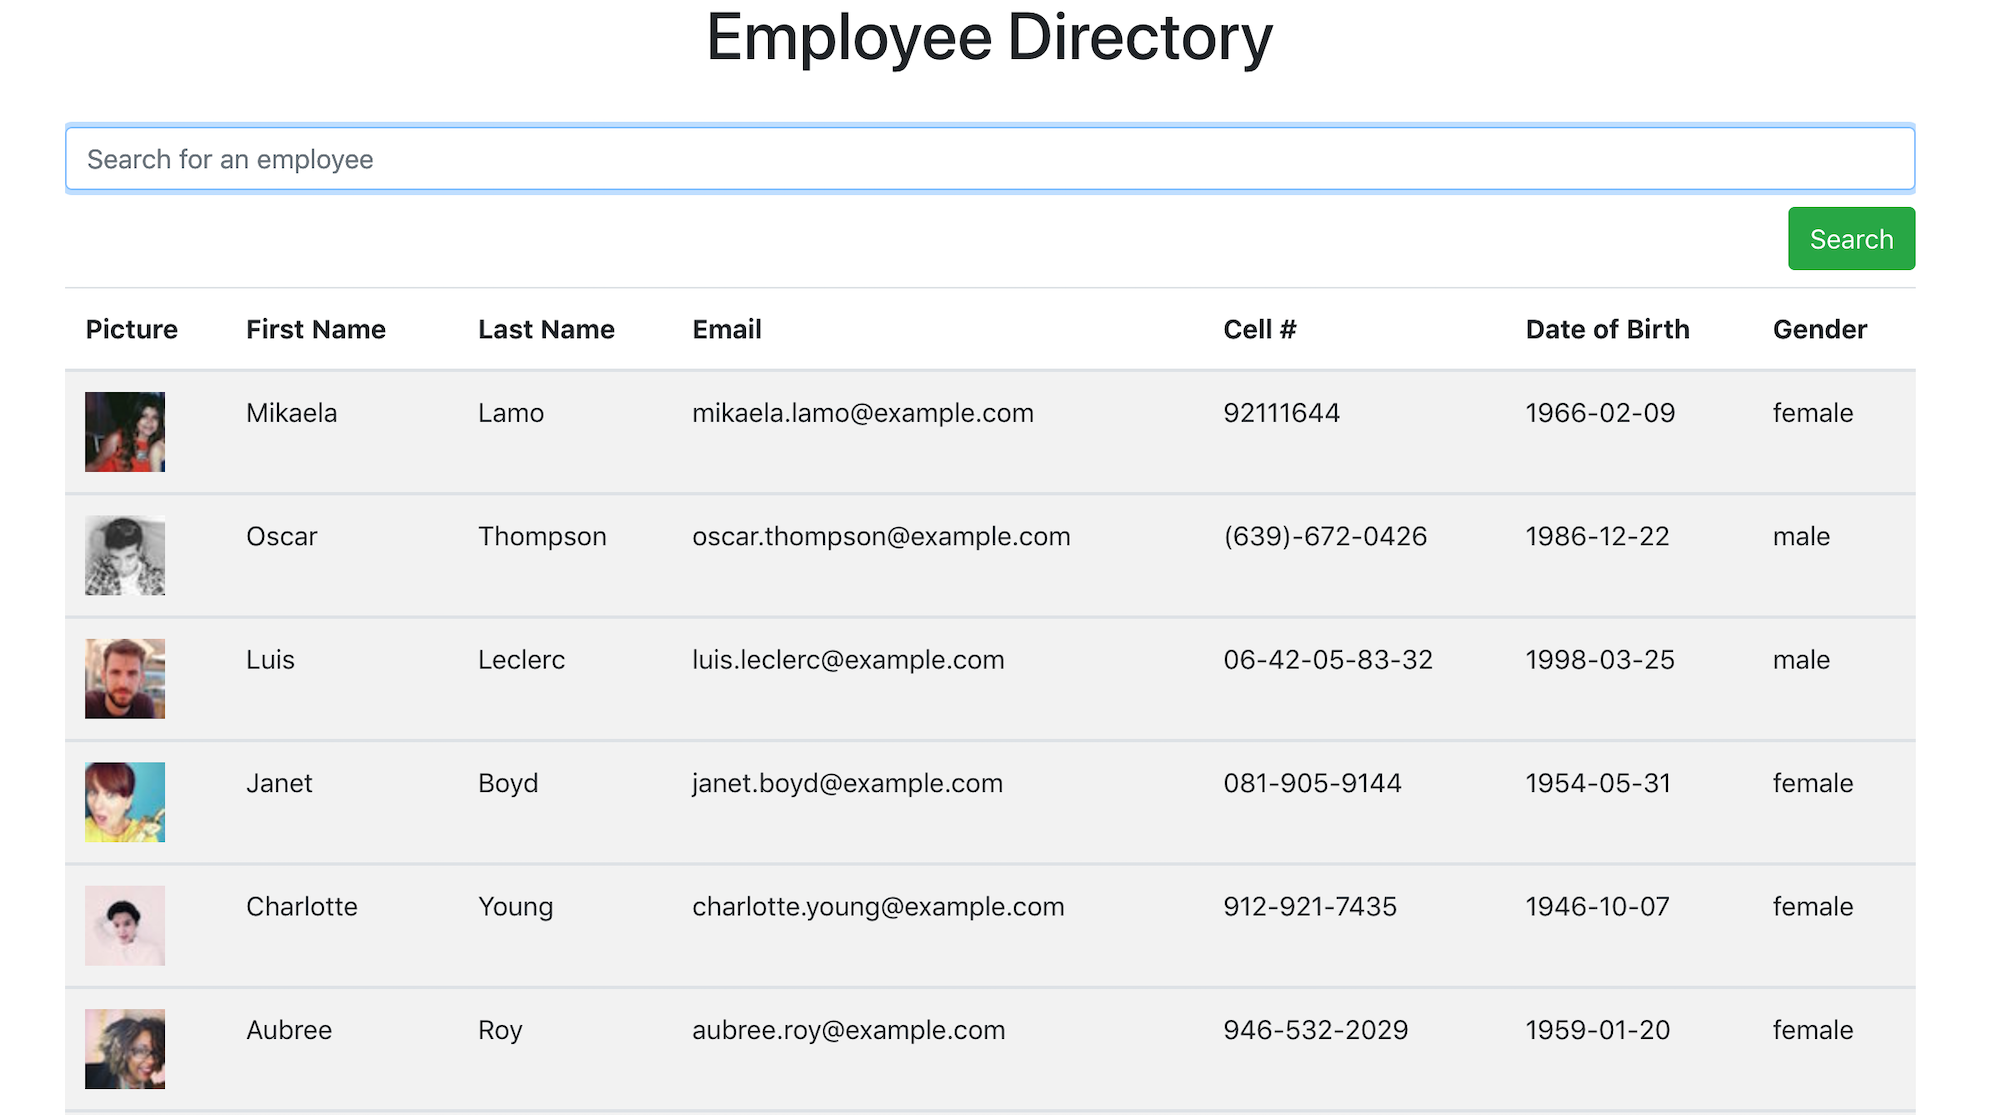 Employee Directory
Search for an employee
Search
Picture First Name Last Name Email Cell # Date of Birth Gender
Mikaela Lamo mikaela.lamo@example.com 92111644 1966-02-09 female
Oscar Thompson oscar.thompson@example.com (639)-672-0426 1986-12-22 male
Luis Leclerc luis.leclerc@example.com 06-42-05-83-32 1998-03-25 male
Janet Boyd janet.boyd@example.com 081-905-9144 1954-05-31 female
Charlotte Young charlotte.young@example.com 912-921-7435 1946-10-07 female
Aubree Roy aubree.roy@example.com 946-532-2029 1959-01-20 female